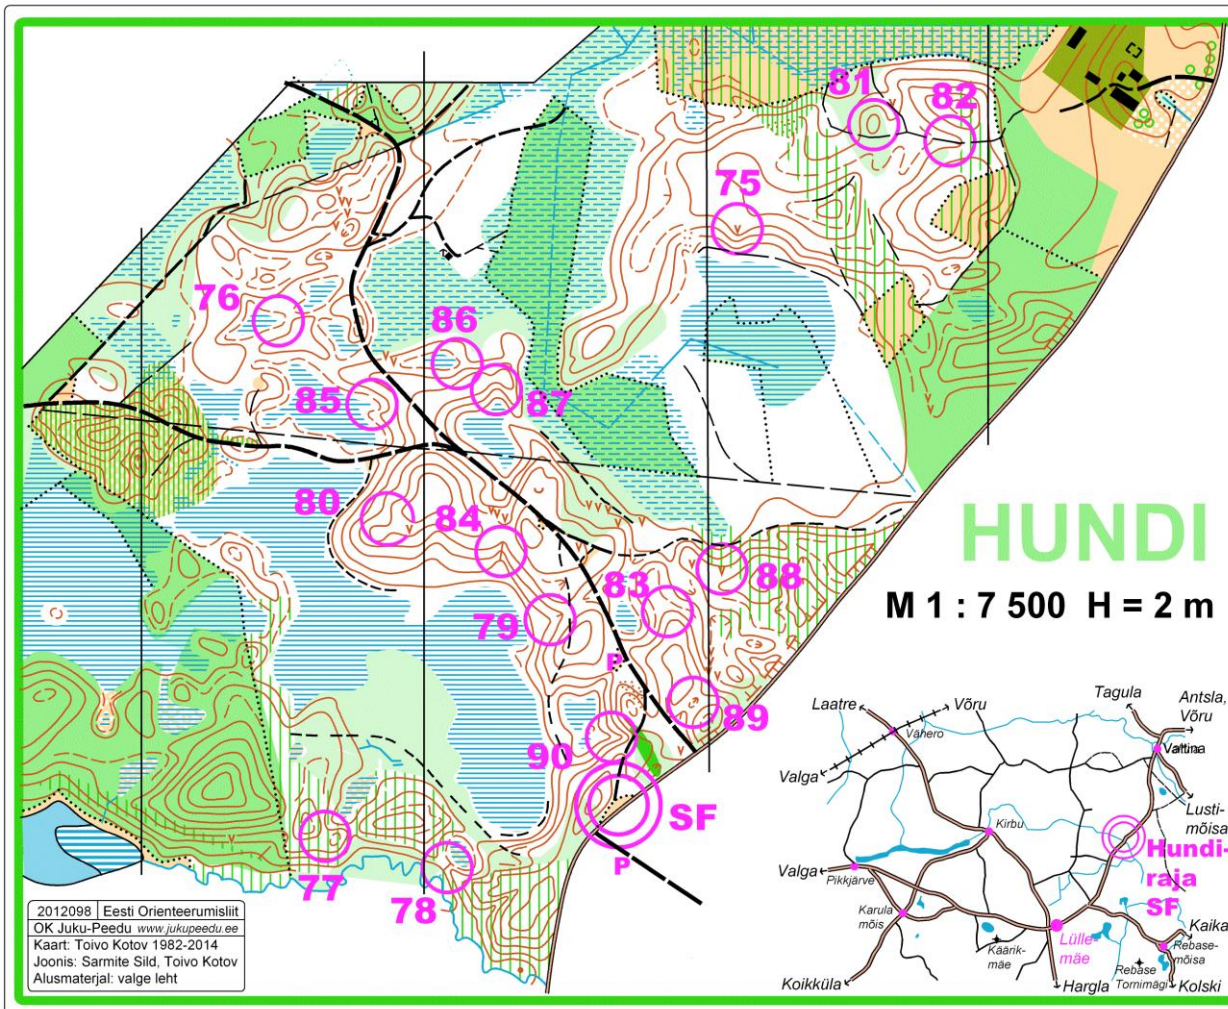 81
82
75
76
86
85
87
80
84
HUNDI
88
83
M 1 : 7 500 H = 2 m
79
P
89
90
SF
P
77
78
2012098 Eesti Orienteerumisliit
OK Juku-Peedu www.jukupeedu.ee
Kaart: Toivo Kotov 1982-2014
Joonis: Sarmite Sild, Toivo Kotov
Alusmaterjal: valge leht
Laatre
Võru
Tagula
Antsla,
Võru
Vähero
Valga
Kirbu
Lusti-
mõisa
Hundi-
raja
SF
Valga
Pikkjärve
Karula
mõis
Käärik-
mäe
Lülle-
mäe
Kaika
Rebase-
mõisa
Rebase
Tornimägi
Koikküla
Hargla
Kolski